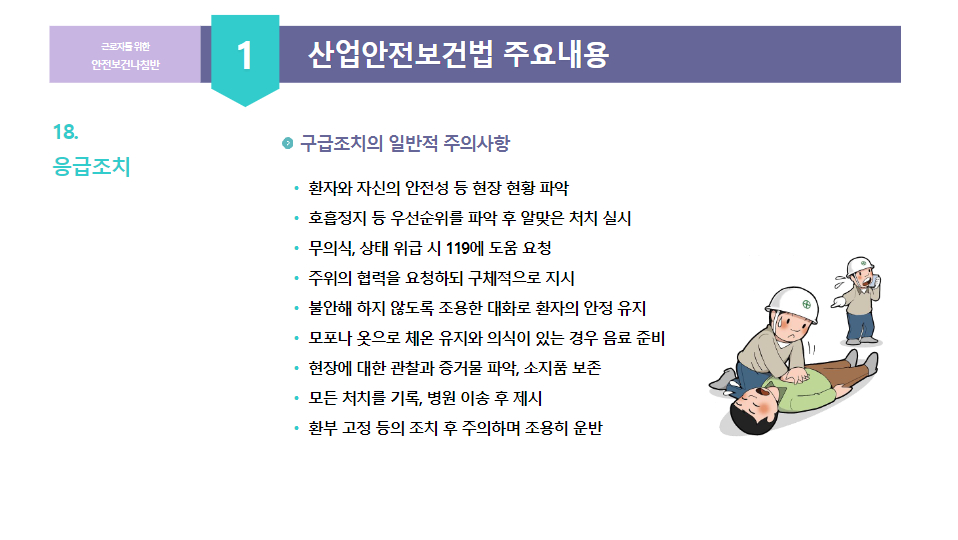 근로자를 위한
안전보건나침반
1
산업안전보건법 주요내용
18.
응급조치
구급조치의 일반적 주의사항
• 환자와 자신의 안전성 등 현장 현황 파악
• 호흡정지 등 우선순위를 파악 후 알맞은 처치 실시
• 무의식, 상태 위급 시 119에 도움 요청
• 주위의 협력을 요청하되 구체적으로 지시
• 불안해 하지 않도록 조용한 대화로 환자의 안정 유지
• 모포나 옷으로 체온 유지와 의식이 있는 경우 음료 준비
• 현장에 대한 관찰과 증거물 파악, 소지품 보존
• 모든 처치를 기록, 병원 이송 후 제시
• 환부 고정 등의 조치 후 주의하며 조용히 운반